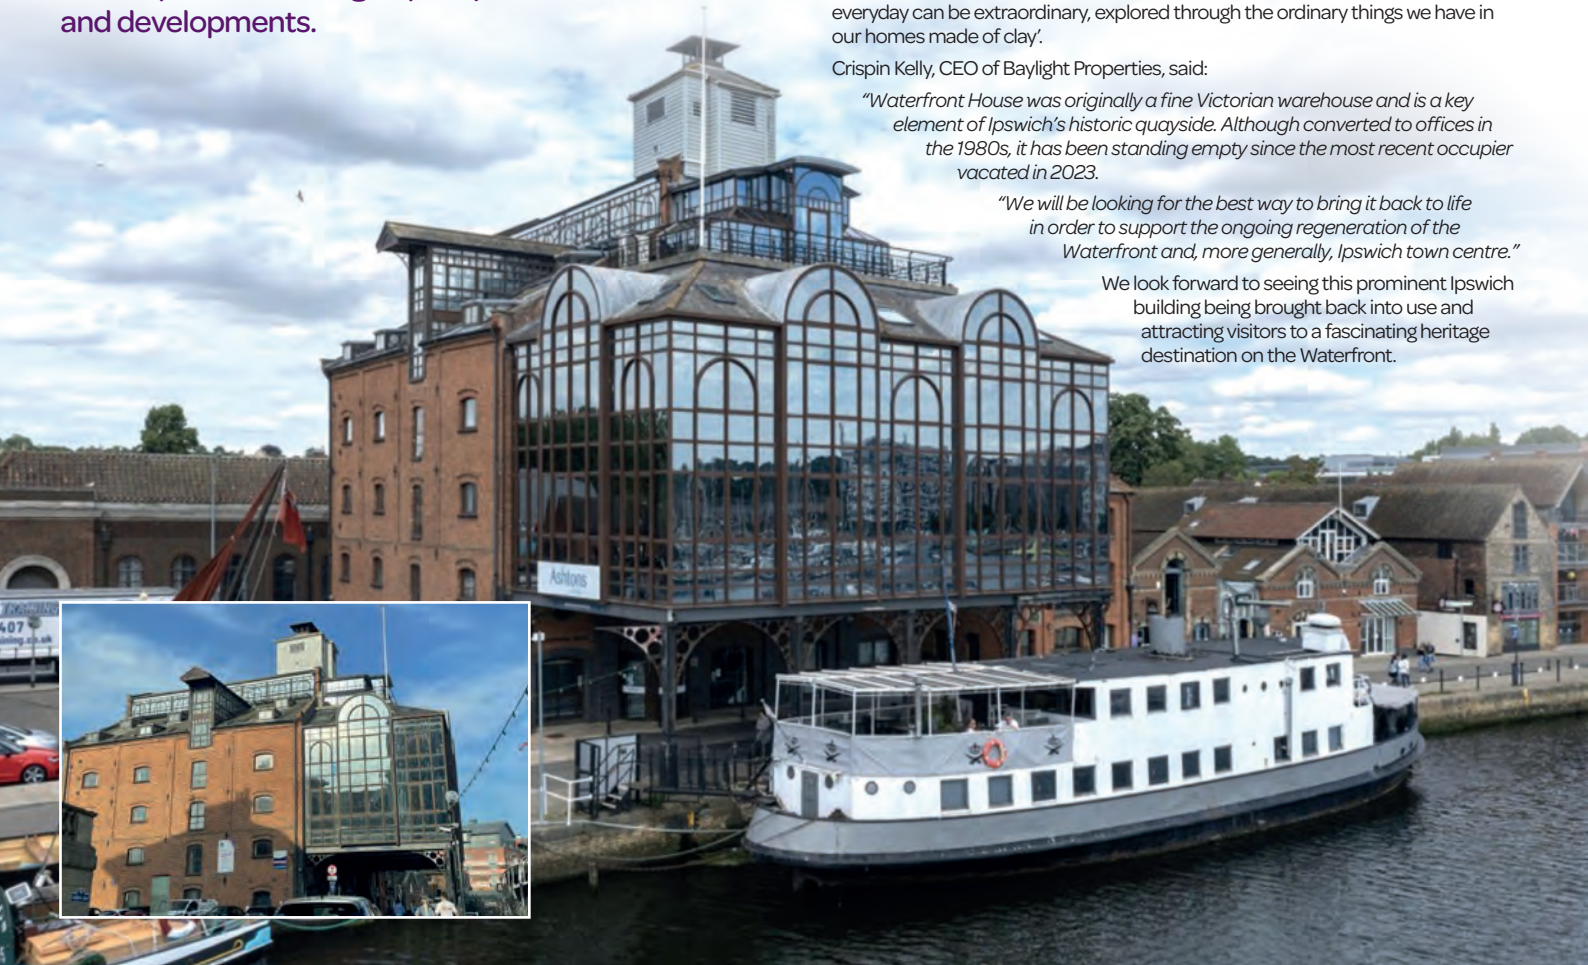 and developments.
everyday can be extraordinary, explored through the ordinary things we have in
our homes made of clay’.
Crispin Kelly, CEO of Baylight Properties, said:
“Waterfront House was originally a fine Victorian warehouse and is a key
element of Ipswich’s historic quayside. Although converted to offices in
the 1980s, it has been standing empty since the most recent occupier
vacated in 2023.
“We will be looking for the best way to bring it back to life
in order to support the ongoing regeneration of the
Waterfront and, more generally, Ipswich town centre.”
We look forward to seeing this prominent Ipswich
building being brought back into use and
attracting visitors to a fascinating heritage
destination on the Waterfront.
Ashtons
TRAINING
407
ining.co.uk